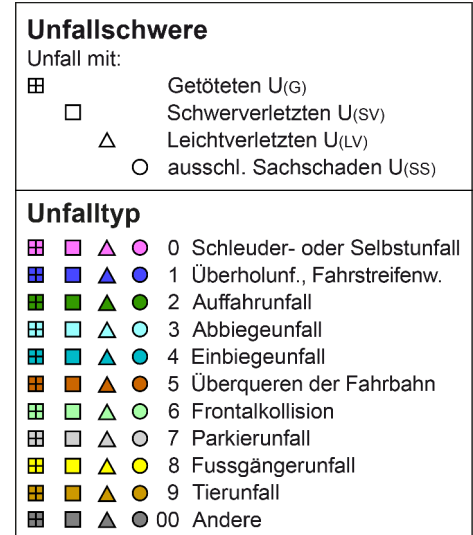 Unfallschwere
Unfall mit:
Getöteten U(G)
Schwerverletzten U(SV)
Leichtverletzten U(LV)
ausschl. Sachschaden U(SS)
Unfalltyp
0 Schleuder- oder Selbstunfall
1 Überholunf., Fahrstreifenw.
2 Auffahrunfall
3 Abbiegeunfall
4 Einbiegeunfall
5 Überqueren der Fahrbahn
6 Frontalkollision
7 Parkierunfall
8 Fussgängerunfall
9 Tierunfall
00 Andere